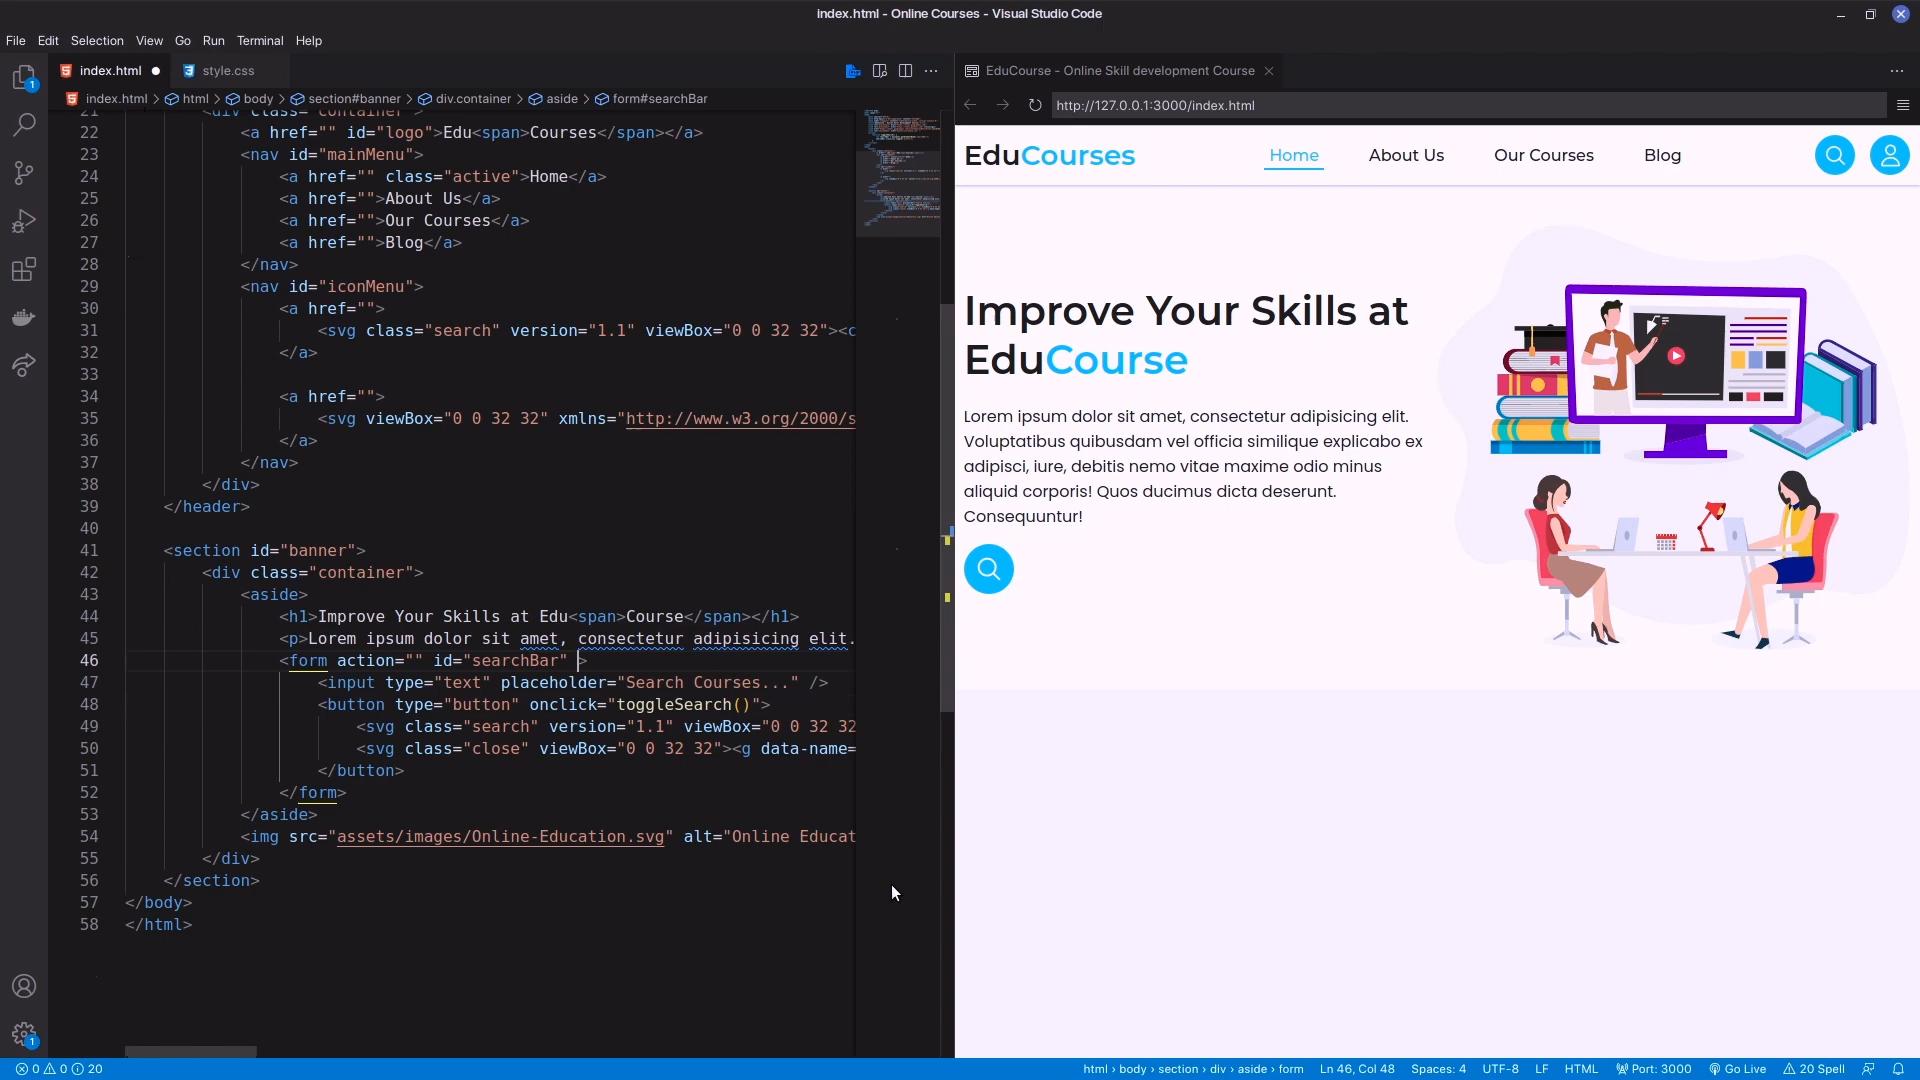 index.html - Online Courses - Visual Studio Code
File Edit Selection View Go Run Terminal Help
index.html style.css
index.html > html > body > section#banner > div.container > aside > form#searchBar
21 <div class="container">
22 <a href="" id="logo">Edu<span>Courses</span></a>
23 <nav id="mainMenu">
24 <a href="" class="active">Home</a>
25 <a href="">About Us</a>
26 <a href="">Our Courses</a>
27 <a href="">Blog</a>
28 </nav>
29 <nav id="iconMenu">
30 <a href="">
31 <svg class="search" version="1.1" viewBox="0 0 32 32"><c
32 </a>
33
34 <a href="">
35 <svg viewBox="0 0 32 32" xmlns="http://www.w3.org/2000/s
36 </a>
37 </nav>
38 </div>
39 </header>
40
41 <section id="banner">
42 <div class="container">
43 <aside>
44 <h1>Improve Your Skills at Edu<span>Course</span></h1>
45 <p>Lorem ipsum dolor sit amet, consectetur adipisicing elit.
46 <form action="" id="searchBar" >
47 <input type="text" placeholder="Search Courses..." />
48 <button type="button" onclick="toggleSearch()">
49 <svg class="search" version="1.1" viewBox="0 0 32 32
50 <svg class="close" viewBox="0 0 32 32"><g data-name=
51 </button>
52 </form>
53 </aside>
54 <img src="assets/images/Online-Education.svg" alt="Online Educat
55 </div>
56 </section>
57 </body>
58 </html>
1
1
EduCourse - Online Skill development Course
http://127.0.0.1:3000/index.html
EduCourses Home About Us Our Courses Blog
Improve Your Skills at
EduCourse
Lorem ipsum dolor sit amet, consectetur adipisicing elit.
Voluptatibus quibusdam vel officia similique explicabo ex
adipisci, iure, debitis nemo vitae maxime odio minus
aliquid corporis! Quos ducimus dicta deserunt.
Consequuntur!
0 0 20 html > body > section > div > aside > form Ln 46, Col 48 Spaces: 4 UTF-8 LF HTML Port: 3000 Go Live 20 Spell